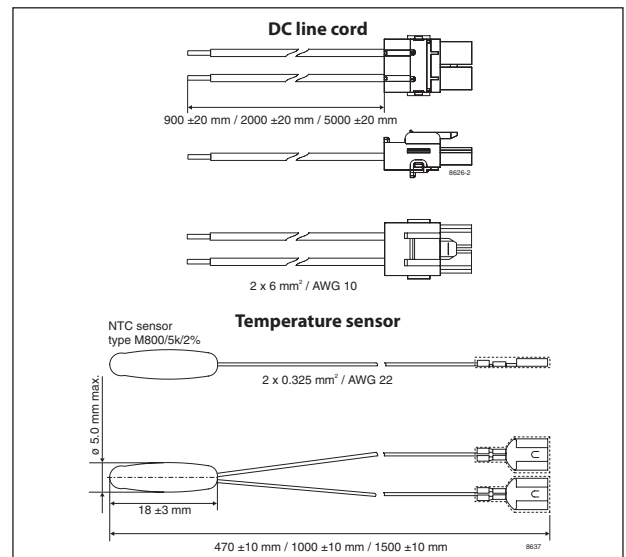 DC line cord
900 ±20 mm / 2000 ±20 mm / 5000 ±20 mm
8626-2
2 x 6 mm² / AWG 10
Temperature sensor
NTC sensor
type M800/5k/2%
2 x 0.325 mm² / AWG 22
ø 5.0 mm max.
18 ±3 mm
470 ±10 mm / 1000 ±10 mm / 1500 ±10 mm
8637